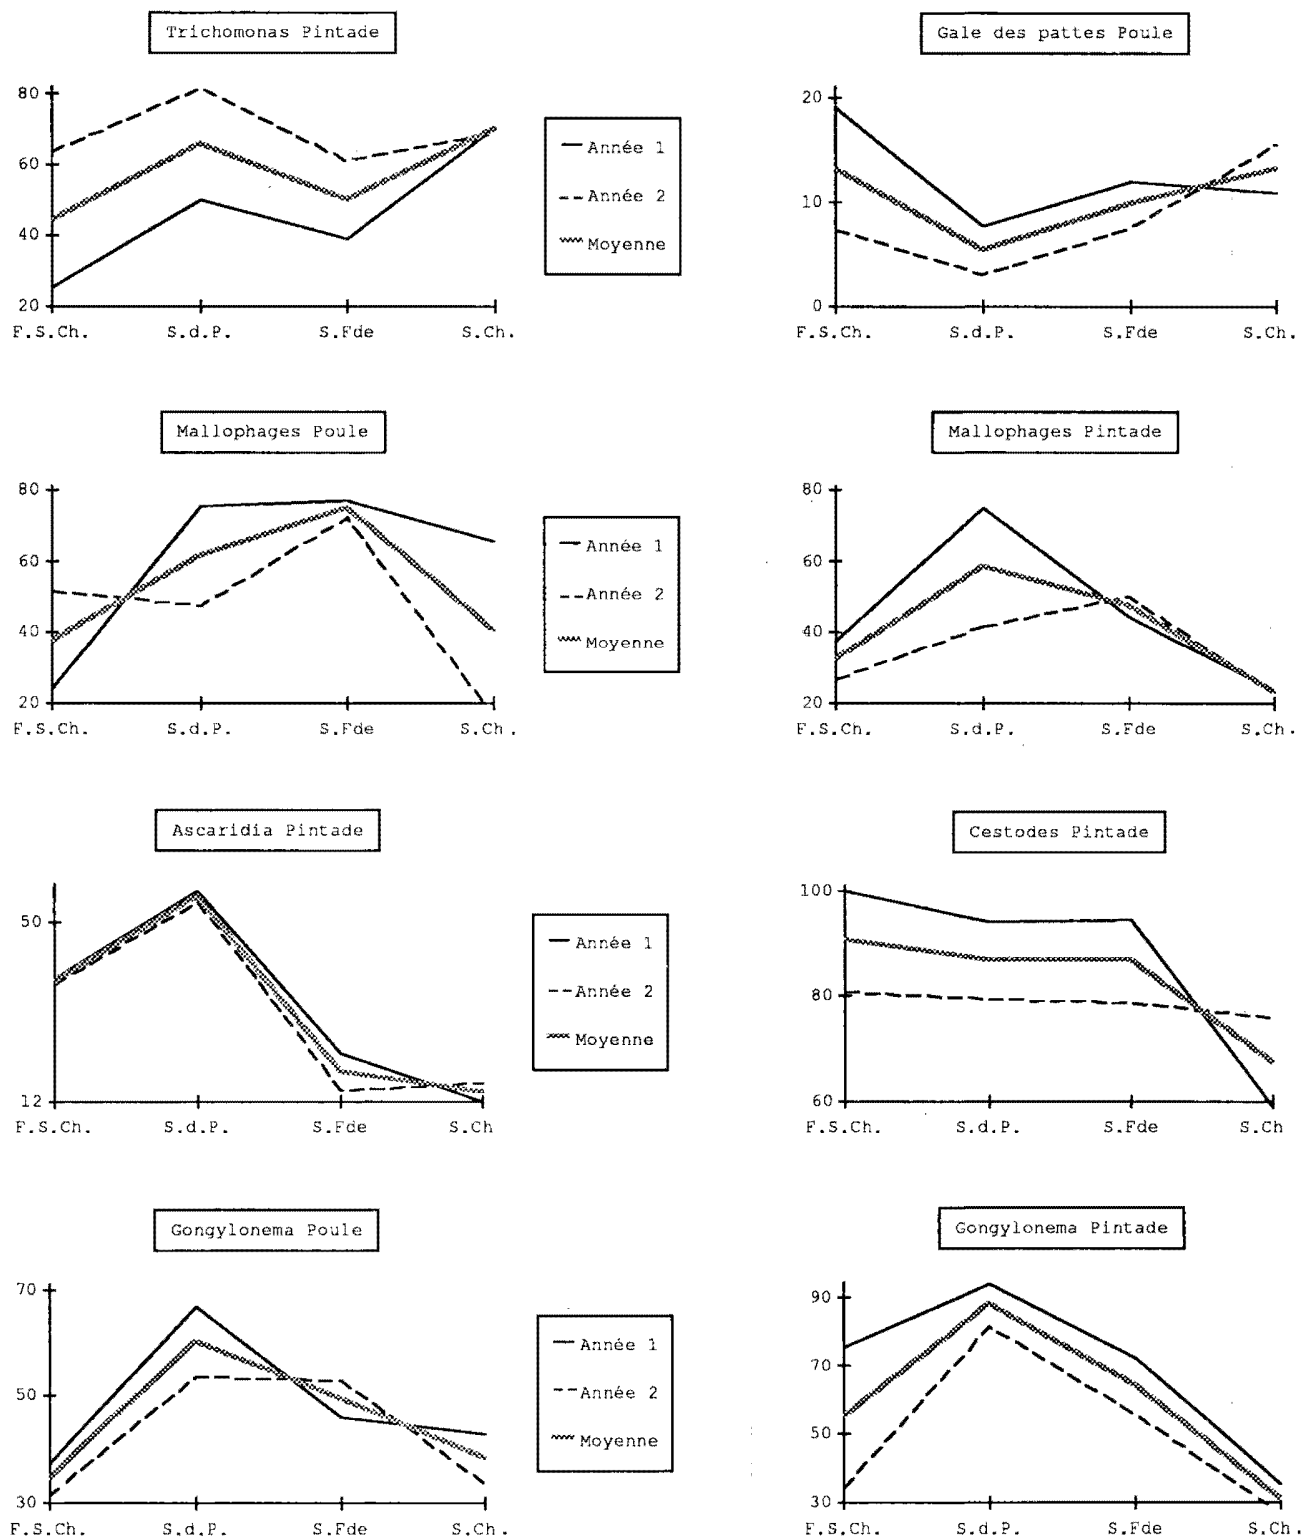 Trichomonas Pintade
80
60
40
20
F.S.Ch. S.d.P. S.Fde S.Ch.
Année 1
Année 2
Moyenne
Gale des pattes Poule
20
10
0
F.S.Ch. S.d.P. S.Fde S.Ch.
Mallophages Poule
80
60
40
20
F.S.Ch. S.d.P. S.Fde S.Ch.
Année 1
Année 2
Moyenne
Mallophages Pintade
80
60
40
20
F.S.Ch. S.d.P. S.Fde S.Ch.
Ascaridia Pintade
50
12
F.S.Ch. S.d.P. S.Fde S.Ch
Année 1
Année 2
Moyenne
Cestodes Pintade
100
80
60
F.S.Ch. S.d.P. S.Fde S.Ch
Gongylonema Poule
70
50
30
F.S.Ch. S.d.P. S.Fde S.Ch.
Année 1
Année 2
Moyenne
Gongylonema Pintade
90
70
50
30
F.S.Ch. S.d.P. S.Fde S.Ch.